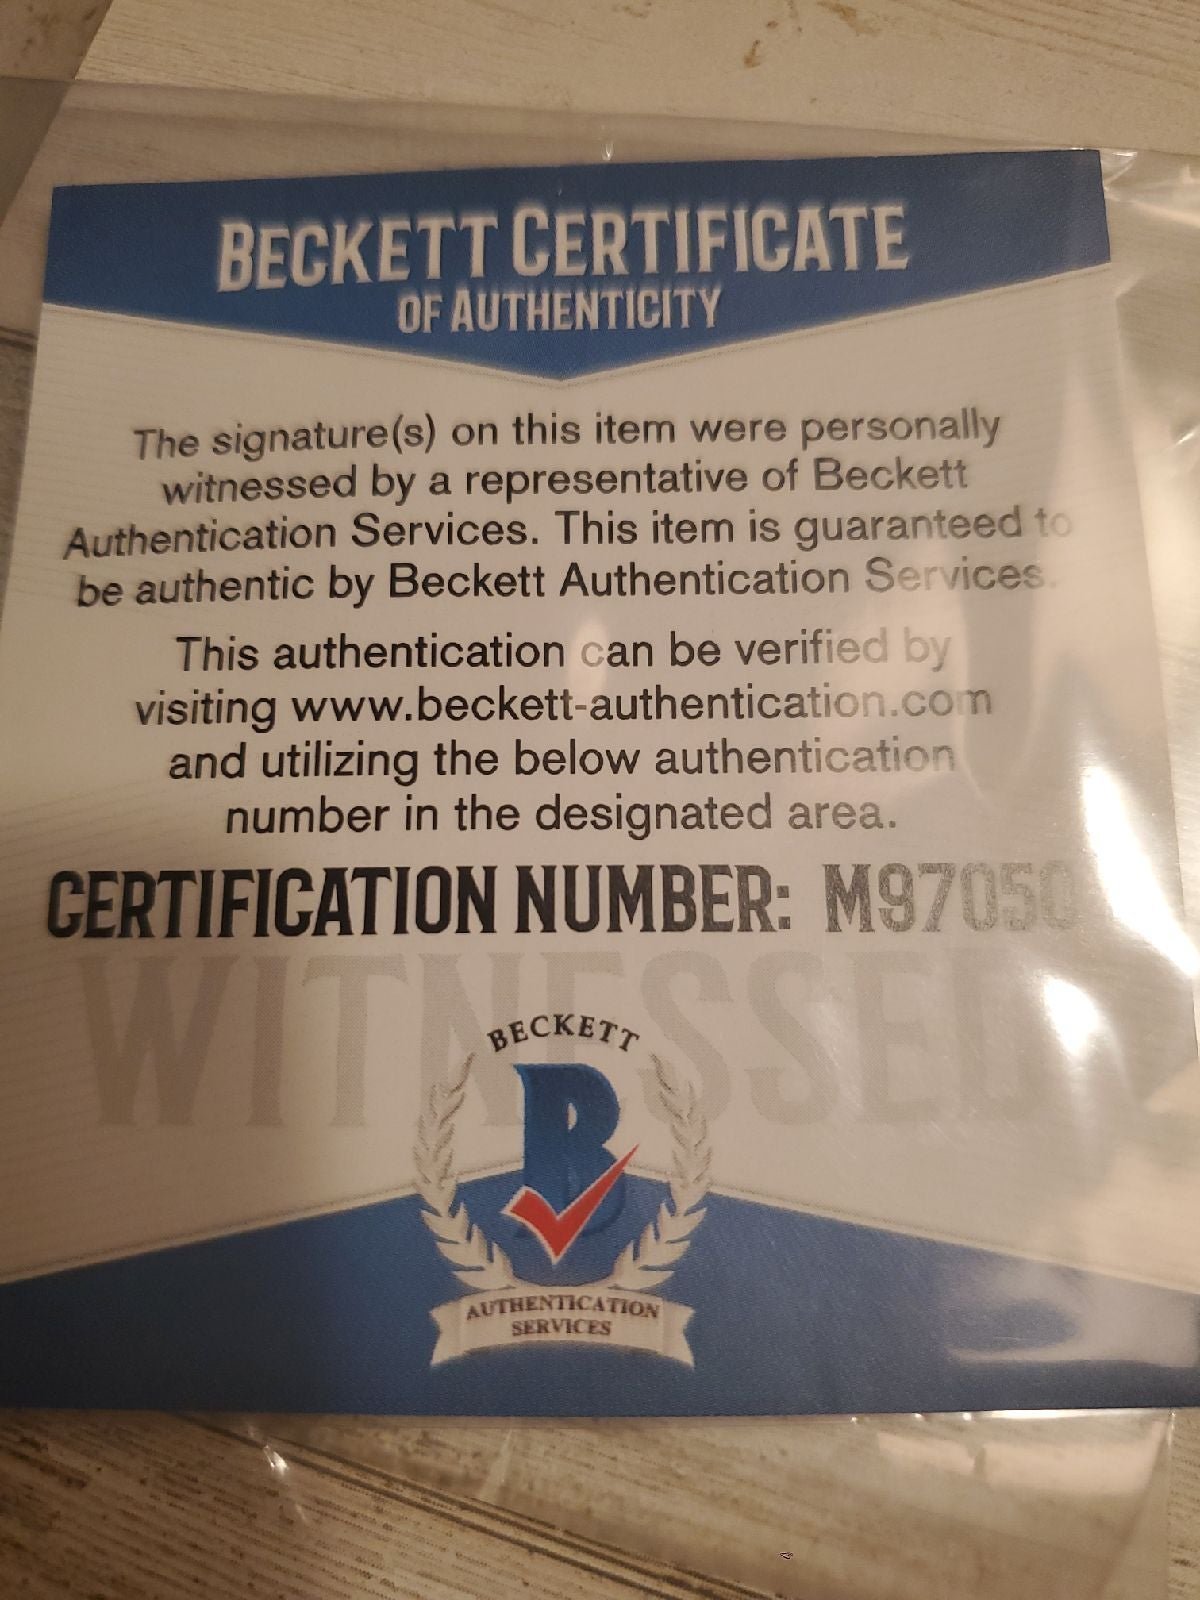 BECKETT CERTIFICATE
OF AUTHENTICITY
The signature(s) on this item were personally
witnessed by a representative of Beckett
Authentication Services. This item is guaranteed to
be authentic by Beckett Authentication Services.
This authentication can be verified by
visiting www.beckett-authentication.com
and utilizing the below authentication
number in the designated area.
CERTIFICATION NUMBER: M97050
WITNESSED
BECKETT
B
AUTHENTICATION
SERVICES